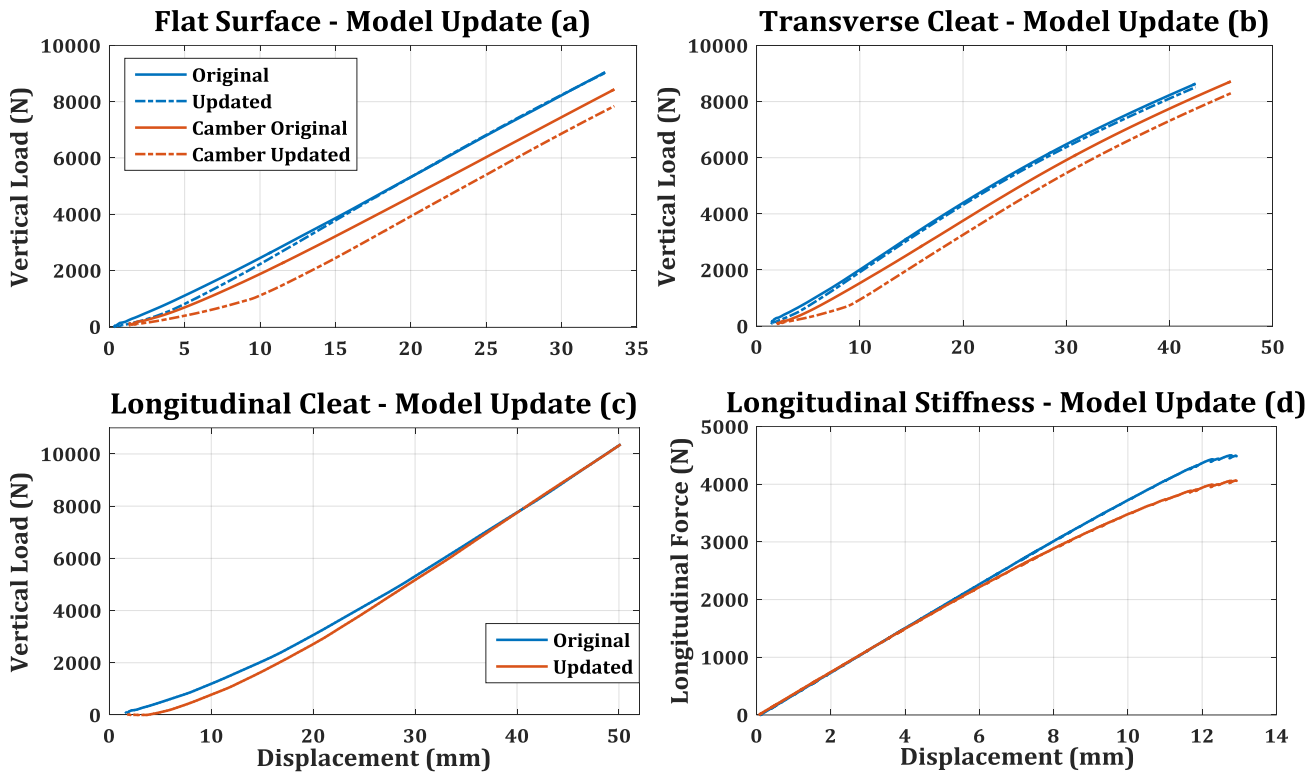 Flat Surface - Model Update (a)
Vertical Load (N)
10000
8000
6000
4000
2000
0
Original
Updated
Camber Original
Camber Updated
0 5 10 15 20 25 30 35
Transverse Cleat - Model Update (b)
Vertical Load (N)
10000
8000
6000
4000
2000
0
0 10 20 30 40 50
Longitudinal Cleat - Model Update (c)
Vertical Load (N)
10000
8000
6000
4000
2000
0
Original
Updated
0 10 20 30 40 50
Displacement (mm)
Longitudinal Stiffness - Model Update (d)
Longitudinal Force (N)
5000
4000
3000
2000
1000
0
0 2 4 6 8 10 12 14
Displacement (mm)